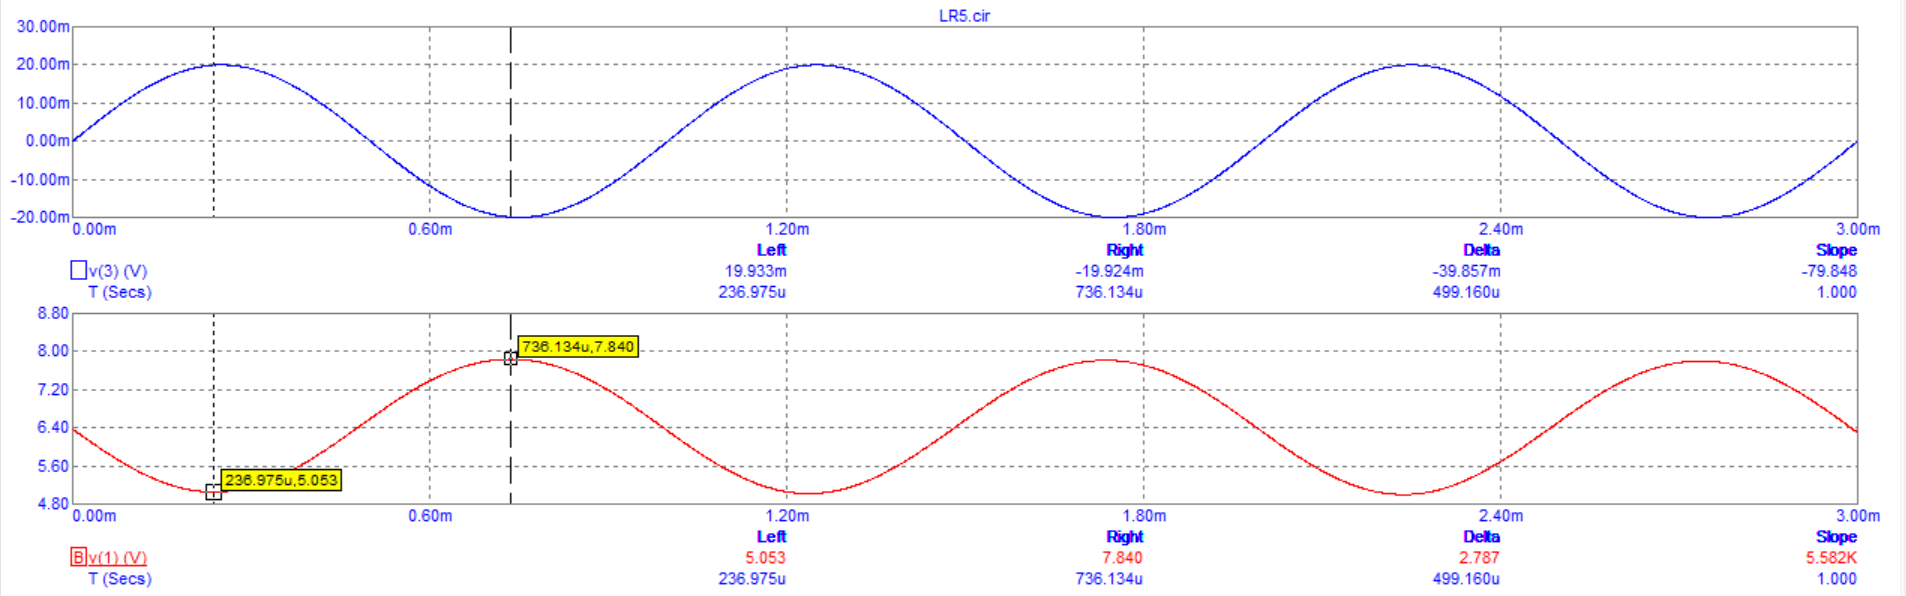 LR5.cir
30.00m
20.00m
10.00m
0.00m
-10.00m
-20.00m
0.00m 0.60m 1.20m 1.80m 2.40m 3.00m
Left Right Delta Slope
v(3) (V) 19.933m -19.924m -39.857m -79.848
T (Secs) 236.975u 736.134u 499.160u 1.000
8.80
736.134u,7.840
8.00
7.20
6.40
5.60
236.975u,5.053
4.80
0.00m 0.60m 1.20m 1.80m 2.40m 3.00m
Left Right Delta Slope
B v(1) (V) 5.053 7.840 2.787 5.582K
T (Secs) 236.975u 736.134u 499.160u 1.000